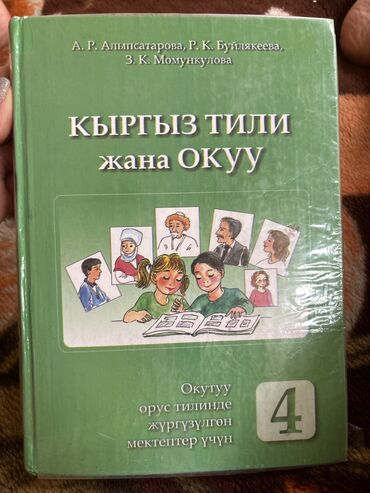 А. Р. Алыпсатарова, Р. К. Буйлякеева,
З. К. Момункулова
КЫРГЫЗ ТИЛИ
жана ОКУУ
Окутуу
орус тилинде
жүргүзүлгөн
мектептер үчүн
4